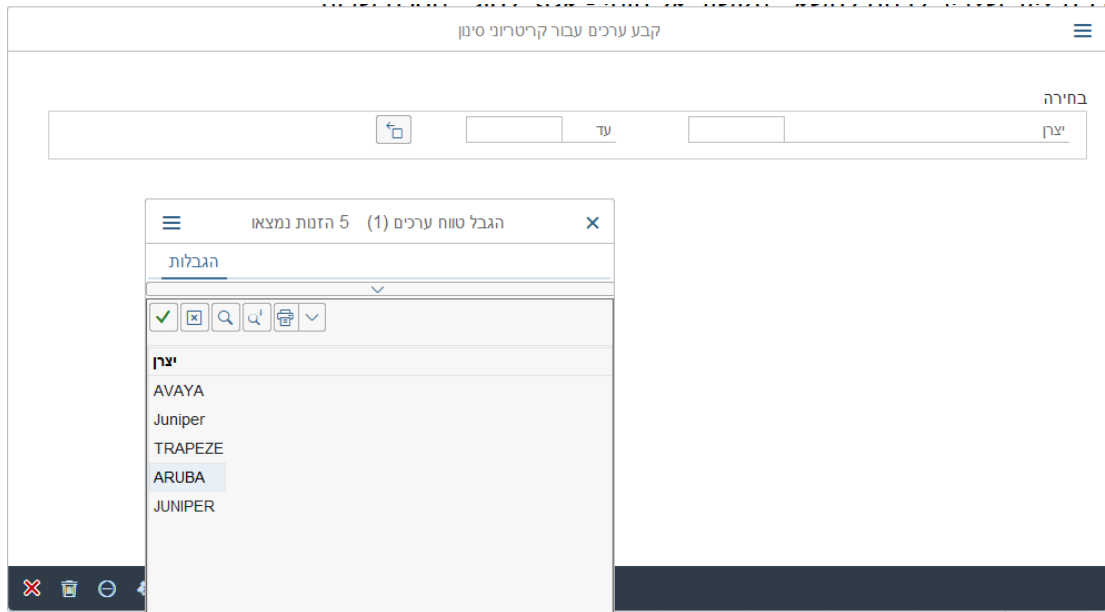 קבע ערכים עבור קריטריוני סינון
בחירה
יצרן
עד
הגבל טווח ערכים (1) 5 הזנות נמצאו
הגבלות
יצרן
AVAYA
Juniper
TRAPEZE
ARUBA
JUNIPER